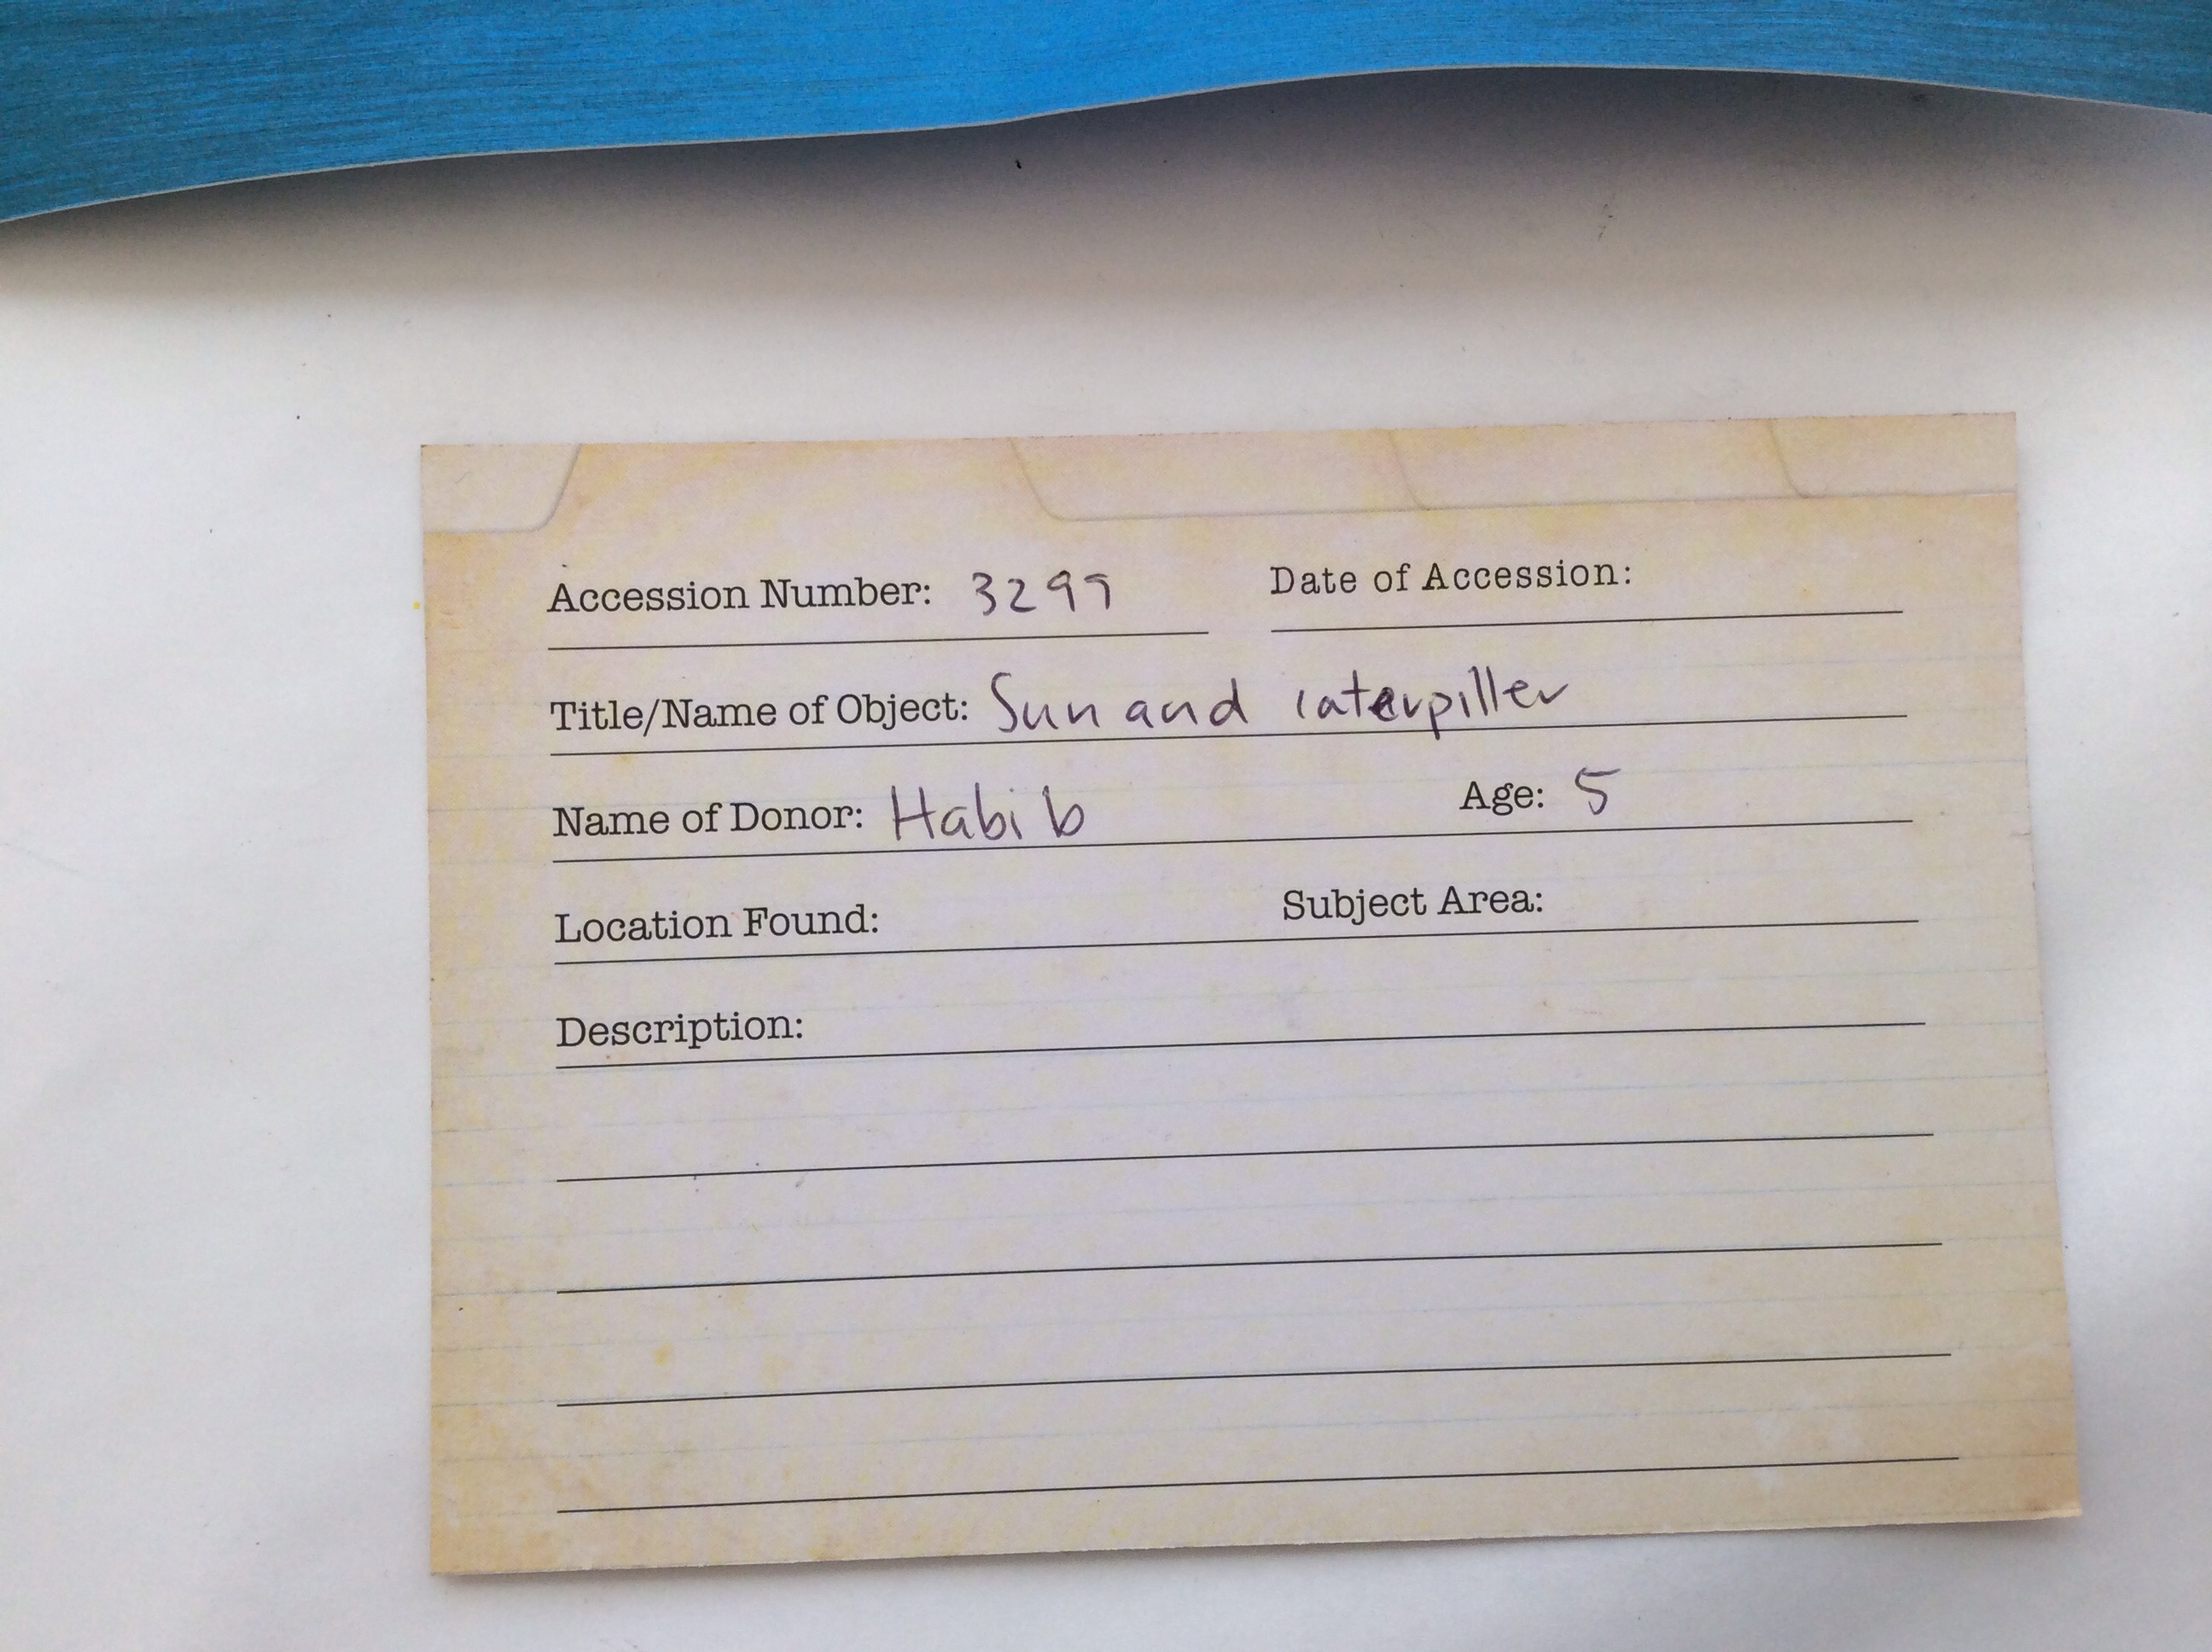 Accession Number: 3299 Date of Accession:
Title/Name of Object: Sun and caterpiller
Name of Donor: Habib Age: 5
Location Found: Subject Area:
Description: